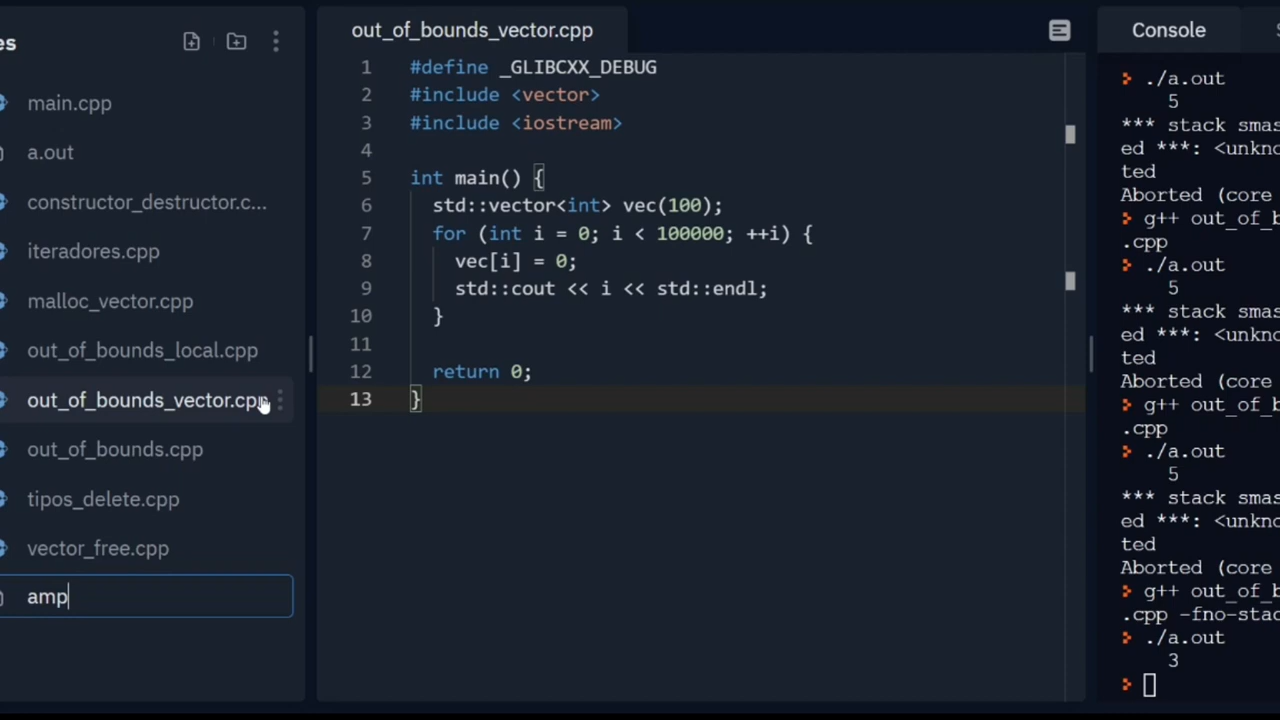 es
main.cpp
a.out
constructor_destructor.c...
iteradores.cpp
malloc_vector.cpp
out_of_bounds_local.cpp
out_of_bounds_vector.cpp
out_of_bounds.cpp
tipos_delete.cpp
vector_free.cpp
amp
out_of_bounds_vector.cpp
1 #define _GLIBCXX_DEBUG
2 #include <vector>
3 #include <iostream>
4
5 int main() {
6 std::vector<int> vec(100);
7 for (int i = 0; i < 100000; ++i) {
8 vec[i] = 0;
9 std::cout << i << std::endl;
10 }
11
12 return 0;
13 }
Console
./a.out
5
*** stack smas
ed ***: <unkno
ted
Aborted (core
g++ out_of_b
.cpp
./a.out
5
*** stack smas
ed ***: <unkno
ted
Aborted (core
g++ out_of_b
.cpp
./a.out
5
*** stack smas
ed ***: <unkno
ted
Aborted (core
g++ out_of_b
.cpp -fno-stac
./a.out
3